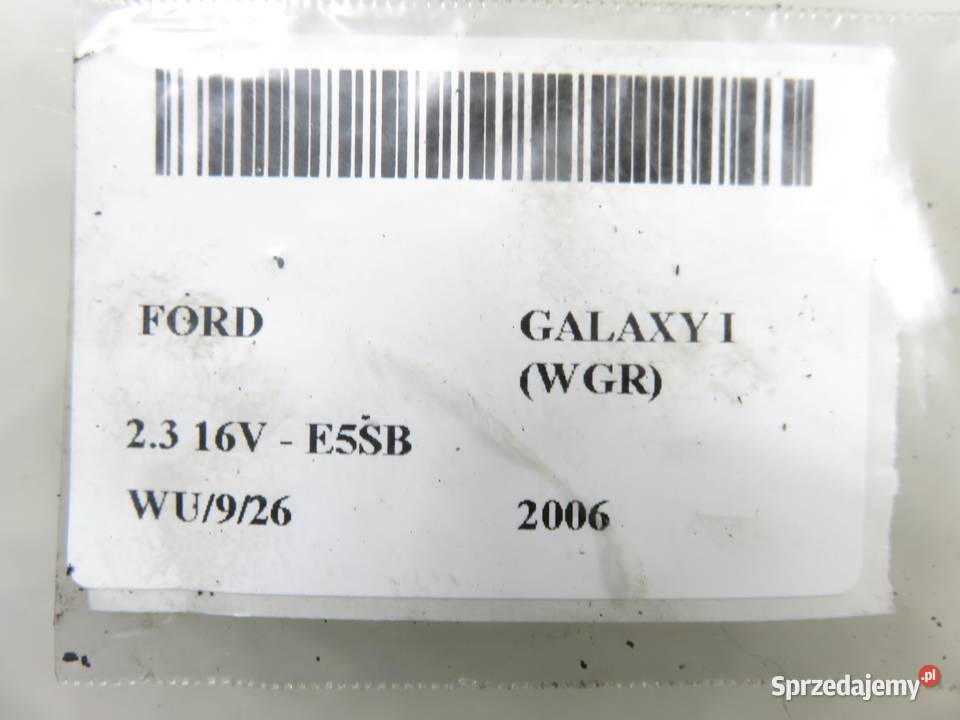 FORD GALAXY I
(WGR)
2.3 16V - E5SB
WU/9/26 2006
Sprzedajemy.pl